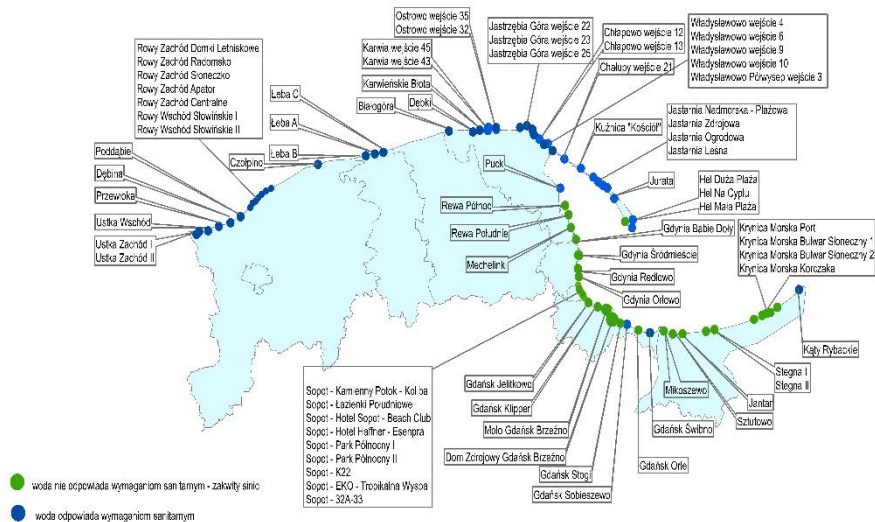 Ostrowo wejście 35
Ostrowo wejście 32
Karwia wejście 45
Karwia wejście 43
Karwieńskie Błota
Dębki
Białogóra
Jastrzębia Góra wejście 22
Jastrzębia Góra wejście 23
Jastrzębia Góra wejście 26
Chłapowo wejście 12
Chłapowo wejście 13
Chałupy wejście 21
Władysławowo wejście 4
Władysławowo wejście 6
Władysławowo wejście 9
Władysławowo wejście 10
Władysławowo Półwysep wejście 3
Rowy Zachód Domki Letniskowe
Rowy Zachód Radomsko
Rowy Zachód Słoneczko
Rowy Zachód Apator
Rowy Zachód Centralne
Rowy Wschód Słowińskie I
Rowy Wschód Słowińskie II
Łeba C
Łeba A
Łeba B
Czołpino
Poddąbie
Dębina
Przewłoka
Ustka Wschód
Ustka Zachód I
Ustka Zachód II
Kuźnica "Kościół"
Jastarnia Nadmorska - Plażowa
Jastarnia Zdrojowa
Jastarnia Ogrodowa
Jastarnia Leśna
Jurata
Hel Duża Plaża
Hel Na Cyplu
Hel Mała Plaża
Puck
Rewa Północ
Rewa Południe
Mechelinki
Gdynia Babie Doły
Gdynia Śródmieście
Gdynia Redłowo
Gdynia Orłowo
Krynica Morska Port
Krynica Morska Bulwar Słoneczny 1
Krynica Morska Bulwar Słoneczny 2
Krynica Morska Korczaka
Kąty Rybackie
Stegna I
Stegna II
Jantar
Sztutowo
Mikoszewo
Gdańsk Świbno
Gdańsk Orle
Gdańsk Sobieszewo
Gdańsk Stogi
Dom Zdrojowy Gdańsk Brzeźno
Molo Gdańsk Brzeźno
Gdańsk Klipper
Gdańsk Jelitkowo
Sopot - Kamienny Potok - Koliba
Sopot - Łazienki Południowe
Sopot - Hotel Sopot - Beach Club
Sopot - Hotel Haffner - Esenpra
Sopot - Park Północny I
Sopot - Park Północny II
Sopot - K22
Sopot - EKO - Tropikalna Wyspa
Sopot - 32A-33
woda nie odpowiada wymaganiom sanitarnym - zakwity sinic
woda odpowiada wymaganiom sanitarnym